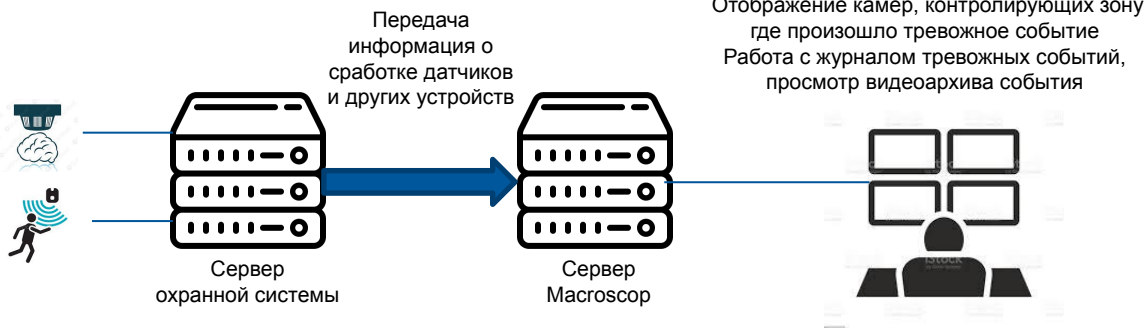 Передача
информация о
сработке датчиков
и других устройств
Отображение камер, контролирующих зону
где произошло тревожное событие
Работа с журналом тревожных событий,
просмотр видеоархива события
Сервер
охранной системы
Сервер
Macroscop
iStock